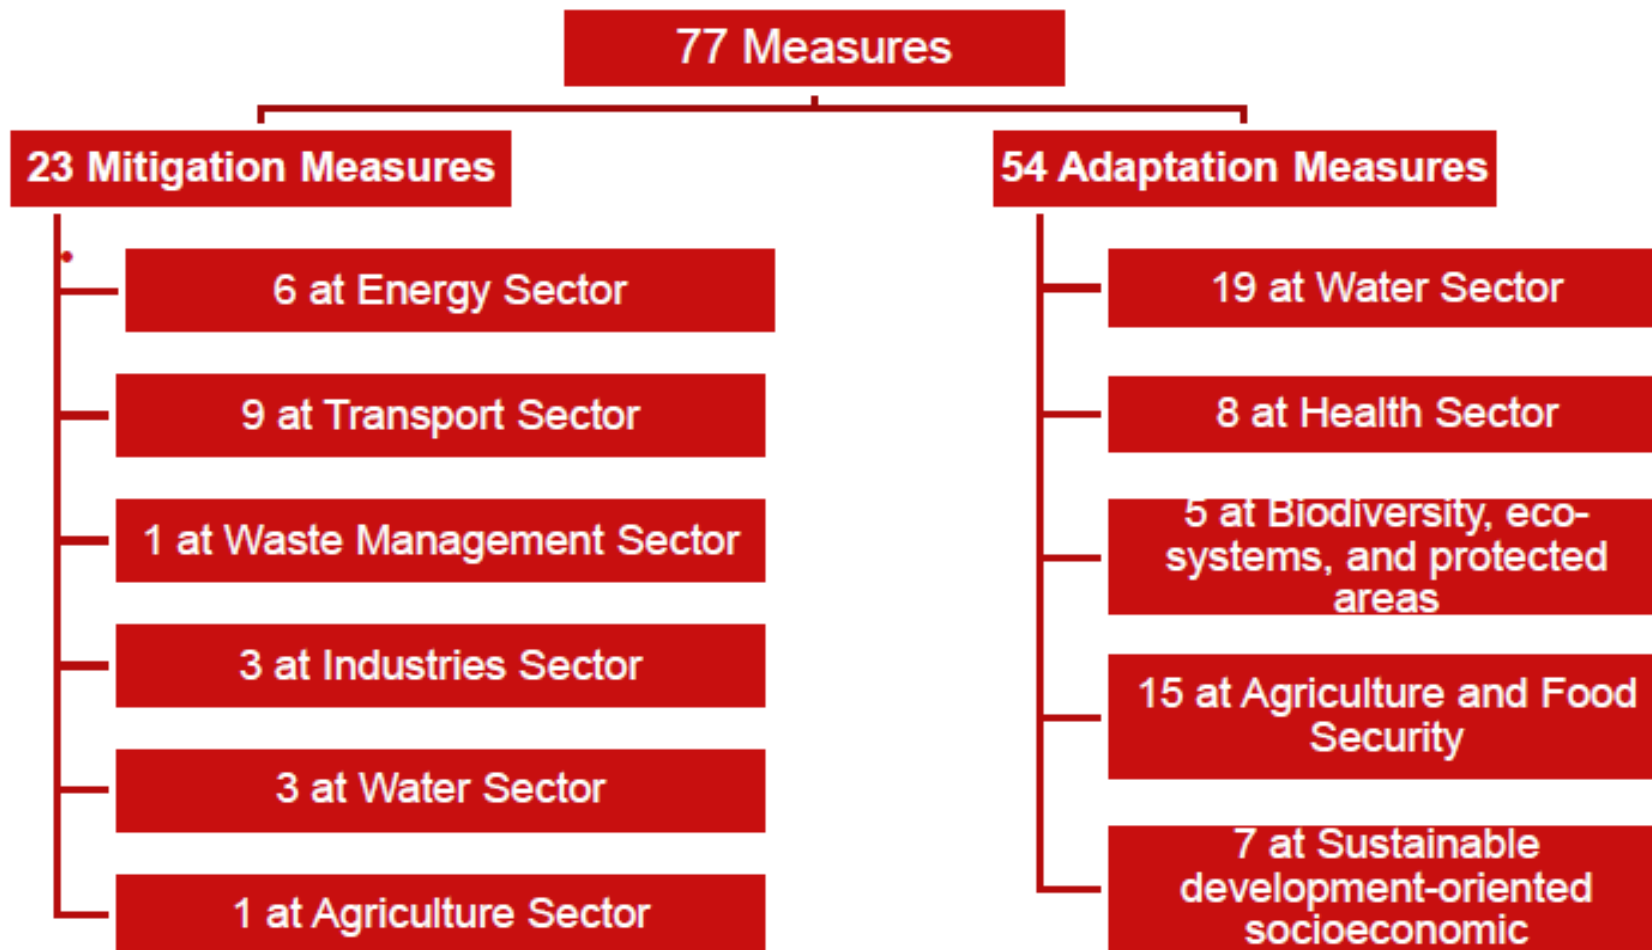 77 Measures
23 Mitigation Measures
6 at Energy Sector
9 at Transport Sector
1 at Waste Management Sector
3 at Industries Sector
3 at Water Sector
1 at Agriculture Sector
54 Adaptation Measures
19 at Water Sector
8 at Health Sector
5 at Biodiversity, eco-
systems, and protected
areas
15 at Agriculture and Food
Security
7 at Sustainable
development-oriented
socioeconomic